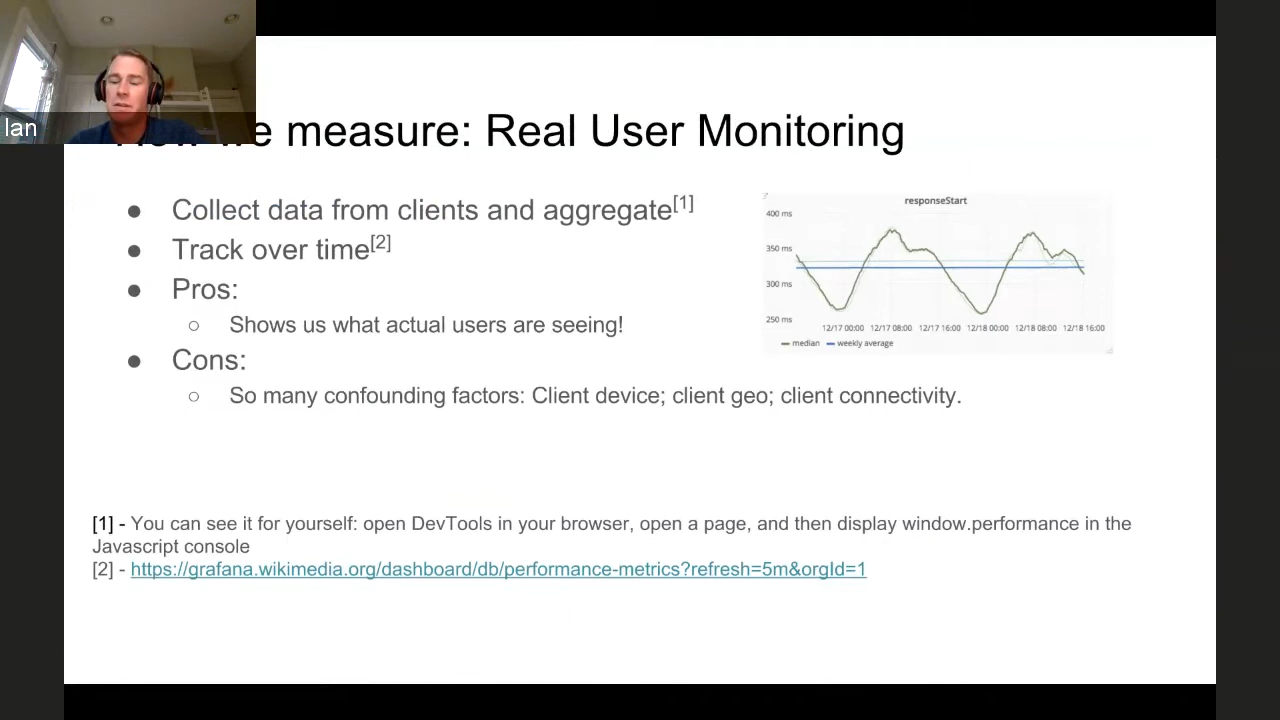 Ian
we measure: Real User Monitoring
● Collect data from clients and aggregate[1]
● Track over time[2]
● Pros:
○ Shows us what actual users are seeing!
● Cons:
○ So many confounding factors: Client device; client geo; client connectivity.
responseStart
400 ms
350 ms
300 ms
250 ms
12/17 00:00 12/17 08:00 12/17 16:00 12/18 00:00 12/18 08:00 12/18 16:00
median weekly average
[1] - You can see it for yourself: open DevTools in your browser, open a page, and then display window.performance in the
Javascript console
[2] - https://grafana.wikimedia.org/dashboard/db/performance-metrics?refresh=5m&orgId=1